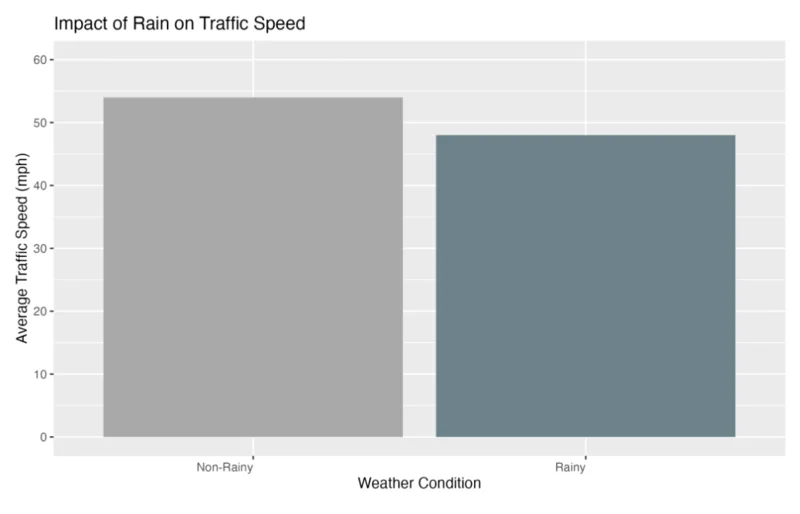 Impact of Rain on Traffic Speed
Average Traffic Speed (mph)
60
50
40
30
20
10
0
Non-Rainy
Rainy
Weather Condition